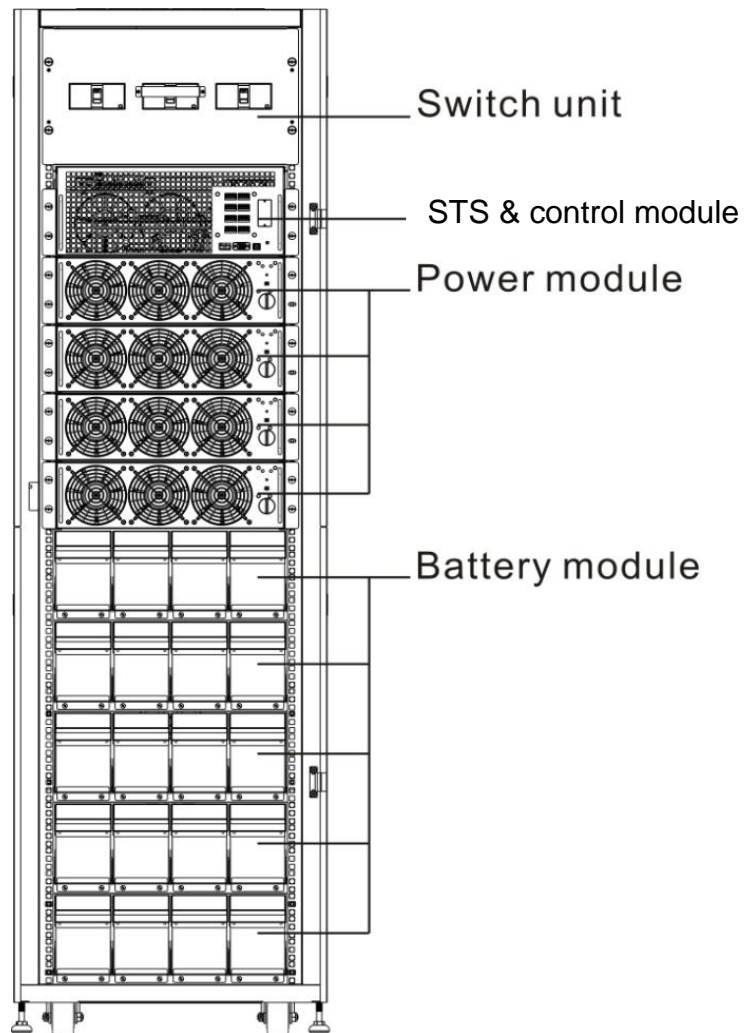 Switch unit
STS & control module
Power module
Battery module